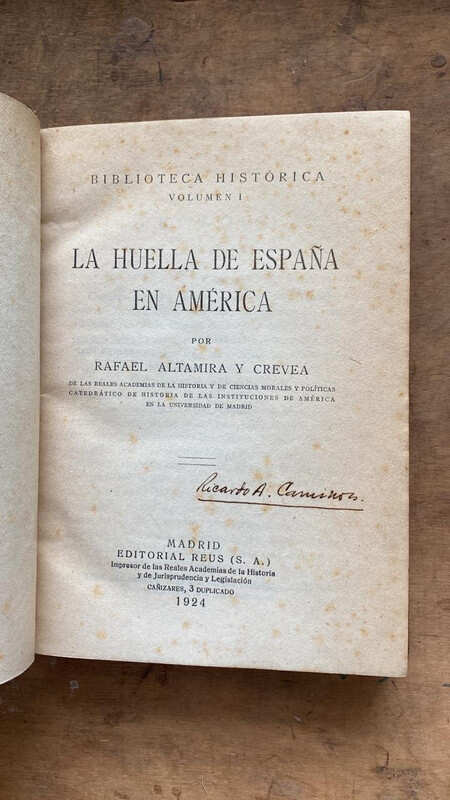 BIBLIOTECA HISTÓRICA
VOLUMEN I
LA HUELLA DE ESPAÑA
EN AMÉRICA
POR
RAFAEL ALTAMIRA Y CREVEA
DE LAS REALES ACADEMIAS DE LA HISTORIA Y DE CIENCIAS MORALES Y POLÍTICAS
CATEDRÁTICO DE HISTORIA DE LAS INSTITUCIONES DE AMÉRICA
EN LA UNIVERSIDAD DE MADRID
Ricardo A. Caminos.
MADRID
EDITORIAL REUS (S. A.)
Impresor de las Reales Academias de la Historia
y de Jurisprudencia y Legislación
CAÑIZARES, 3 DUPLICADO
1924